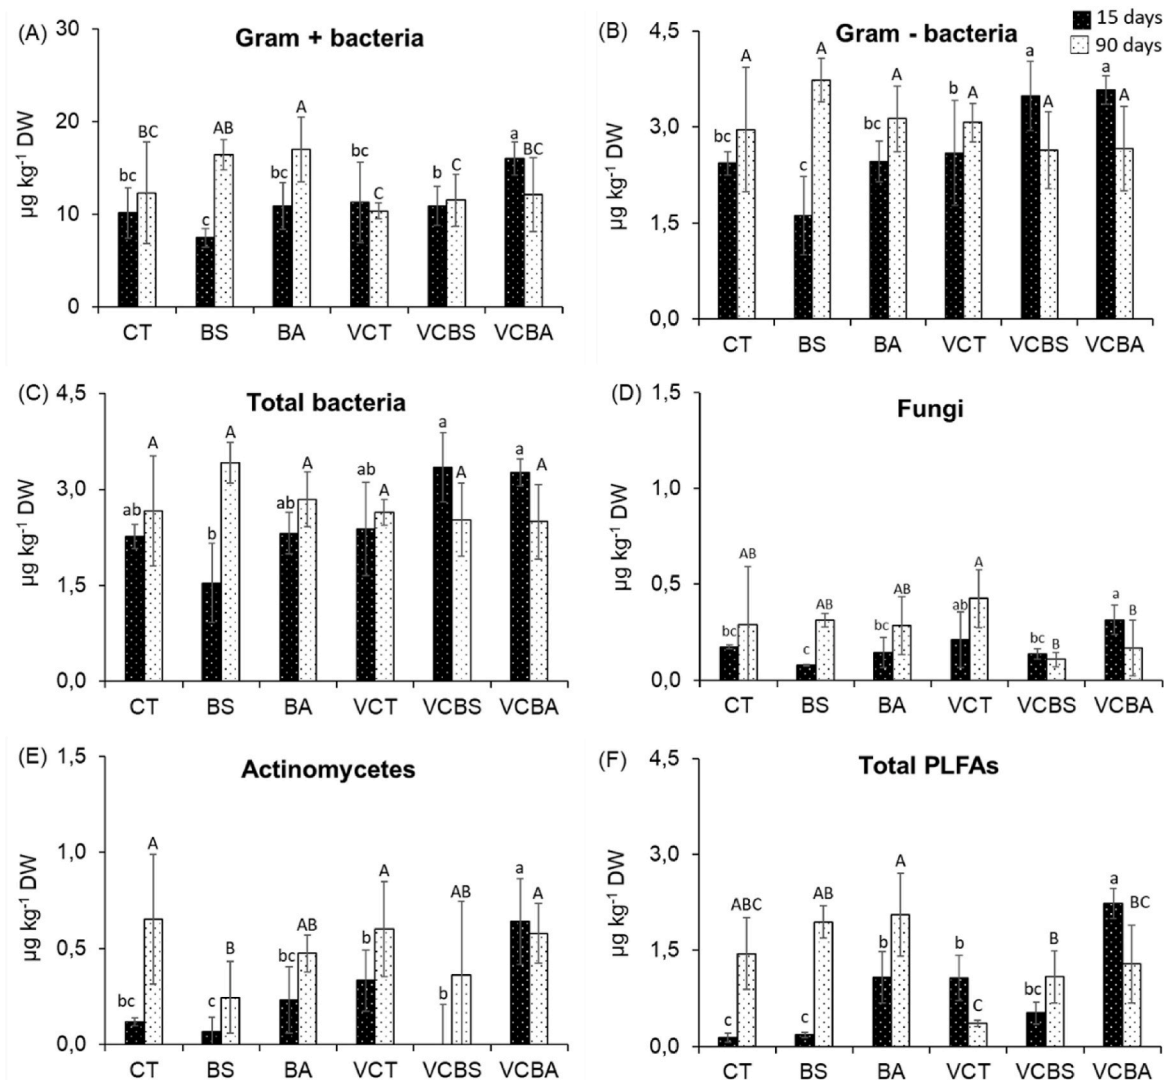 (A) Gram + bacteria
30
20
10
0
µg kg-1 DW
bc BC c AB bc A bc C b C a BC
CT BS BA VCT VCBS VCBA
(B) Gram - bacteria
15 days
90 days
4,5
3,0
1,5
0,0
µg kg-1 DW
bc A c A bc A b A a A a A
CT BS BA VCT VCBS VCBA
(C) Total bacteria
4,5
3,0
1,5
0,0
µg kg-1 DW
ab A b A ab A ab A a A a A
CT BS BA VCT VCBS VCBA
(D) Fungi
1,5
1,0
0,5
0,0
µg kg-1 DW
bc AB c AB bc AB ab A bc B a B
CT BS BA VCT VCBS VCBA
(E) Actinomycetes
1,5
1,0
0,5
0,0
µg kg-1 DW
bc A c B bc AB b A b AB a A
CT BS BA VCT VCBS VCBA
(F) Total PLFAs
4,5
3,0
1,5
0,0
µg kg-1 DW
c ABC c AB b A b C bc B a BC
CT BS BA VCT VCBS VCBA